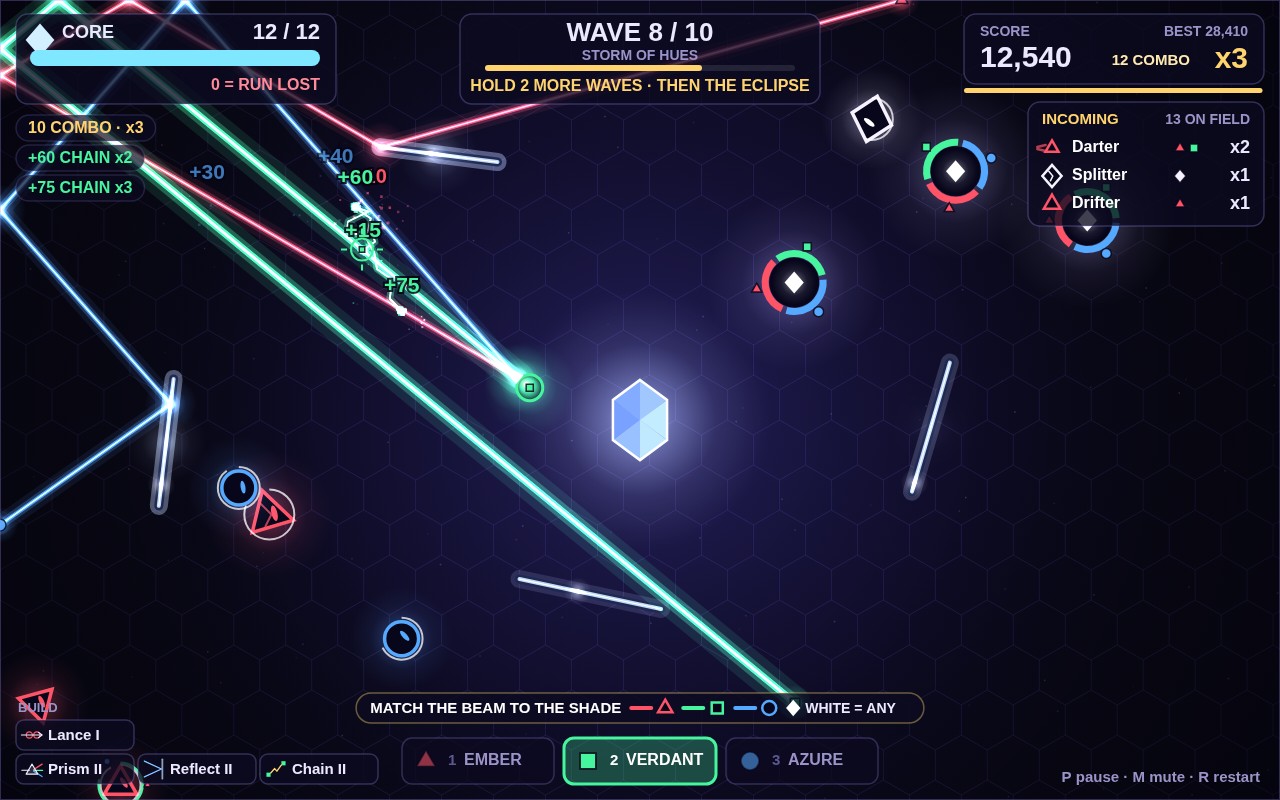 CORE 12 / 12
0 = RUN LOST
WAVE 8 / 10
STORM OF HUES
HOLD 2 MORE WAVES · THEN THE ECLIPSE
SCORE BEST 28,410
12,540 12 COMBO x3
INCOMING 13 ON FIELD
Darter x2
Splitter x1
Drifter x1
10 COMBO · x3
+60 CHAIN x2
+75 CHAIN x3
+30
+40
+60
+15
+75
MATCH THE BEAM TO THE SHADE WHITE = ANY
BUILD
Lance I
Prism II Reflect II Chain II
1 EMBER 2 VERDANT 3 AZURE
P pause · M mute · R restart